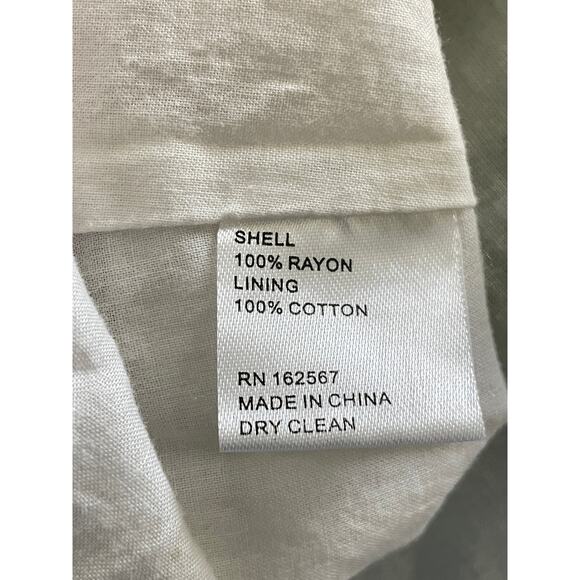 SHELL
100% RAYON
LINING
100% COTTON
RN 162567
MADE IN CHINA
DRY CLEAN